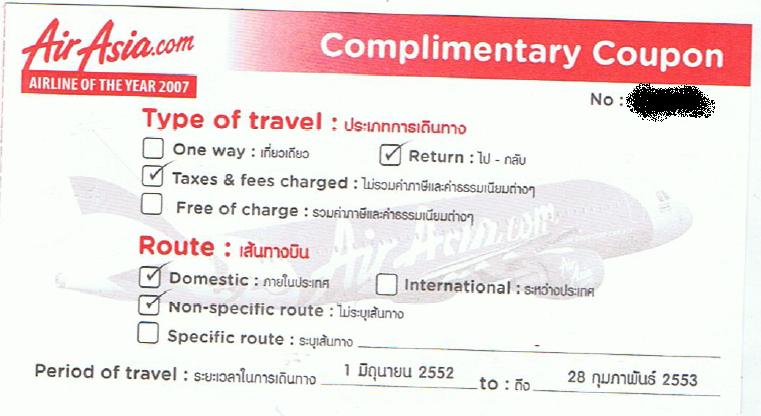 AirAsia.com
AIRLINE OF THE YEAR 2007
Complimentary Coupon
No :
Type of travel : ประเภทการเดินทาง
One way : เที่ยวเดียว Return : ไป - กลับ
Taxes & fees charged : ไม่รวมค่าภาษีและค่าธรรมเนียมต่างๆ
Free of charge : รวมค่าภาษีและค่าธรรมเนียมต่างๆ
Route : เส้นทางบิน
Domestic : ภายในประเทศ International : ระหว่างประเทศ
Non-specific route : ไม่ระบุเส้นทาง
Specific route : ระบุเส้นทาง -
Period of travel : ระยะเวลาในการเดินทาง 1 มิถุนายน 2552 to : ถึง 28 กุมภาพันธ์ 2553
AirAsia.com